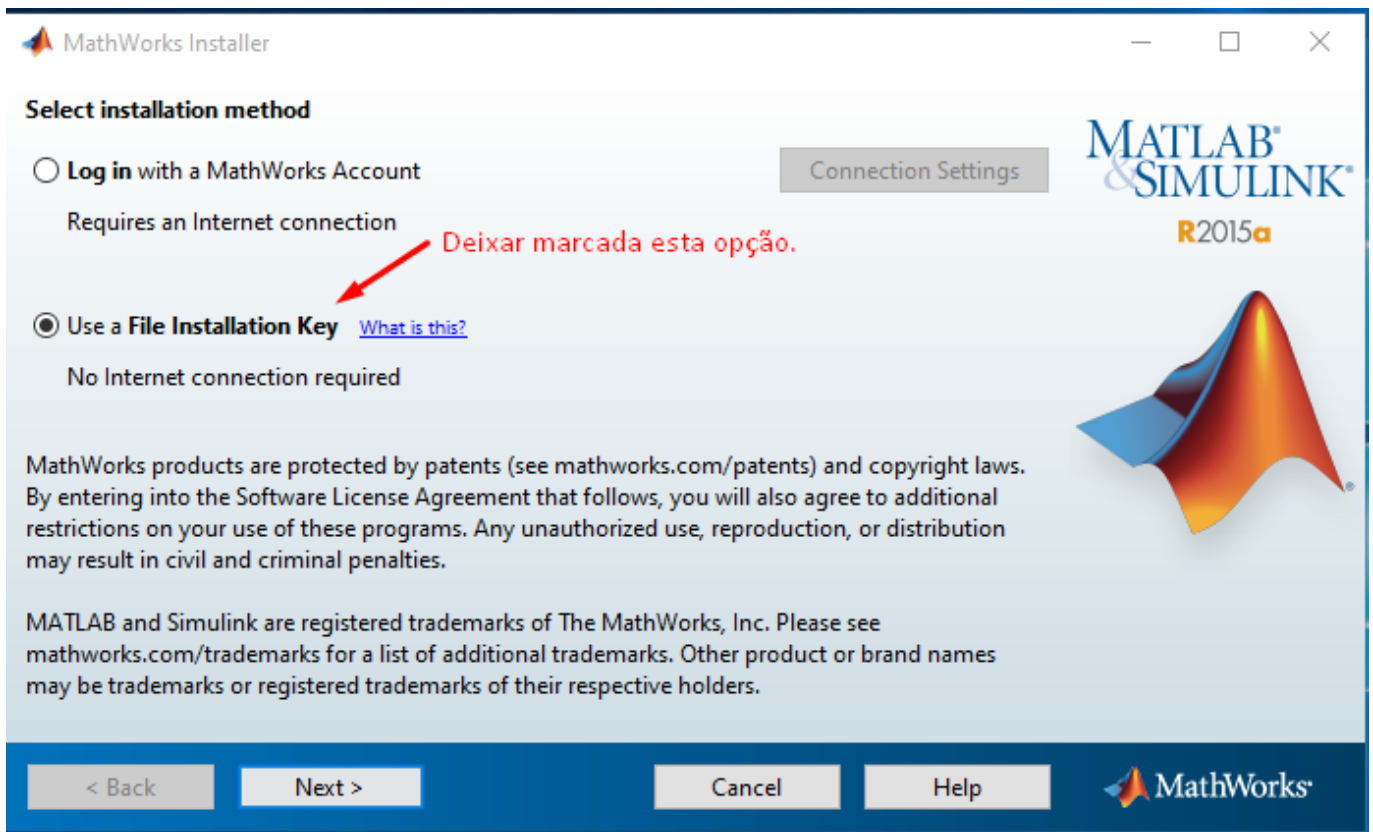 MathWorks Installer
Select installation method
Log in with a MathWorks Account
Connection Settings
Requires an Internet connection
Deixar marcada esta opção.
Use a File Installation Key What is this?
No Internet connection required
MathWorks products are protected by patents (see mathworks.com/patents) and copyright laws.
By entering into the Software License Agreement that follows, you will also agree to additional
restrictions on your use of these programs. Any unauthorized use, reproduction, or distribution
may result in civil and criminal penalties.
MATLAB and Simulink are registered trademarks of The MathWorks, Inc. Please see
mathworks.com/trademarks for a list of additional trademarks. Other product or brand names
may be trademarks or registered trademarks of their respective holders.
MATLAB®
&SIMULINK®
R2015a
®
< Back
Next >
Cancel
Help
MathWorks®